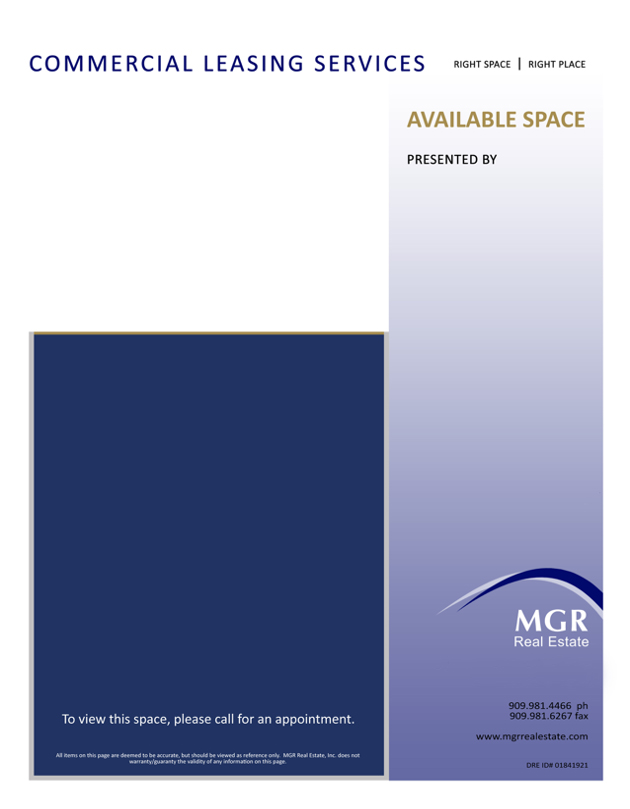 COMMERCIAL LEASING SERVICES
RIGHT SPACE | RIGHT PLACE
AVAILABLE SPACE
PRESENTED BY
MGR
Real Estate
909.981.4466 ph
909.981.6267 fax
www.mgrrealestate.com
DRE ID# 01841921
To view this space, please call for an appointment.
All items on this page are deemed to be accurate, but should be viewed as reference only. MGR Real Estate, Inc. does not
warranty/guaranty the validity of any information on this page.